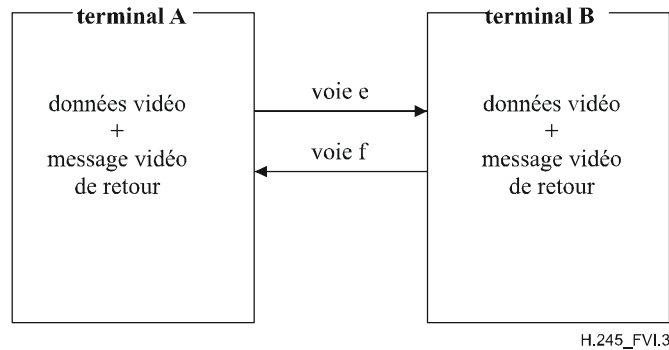 terminal A
terminal B
données vidéo
+
message vidéo
de retour
voie e
voie f
données vidéo
+
message vidéo
de retour
H.245_FVI.3